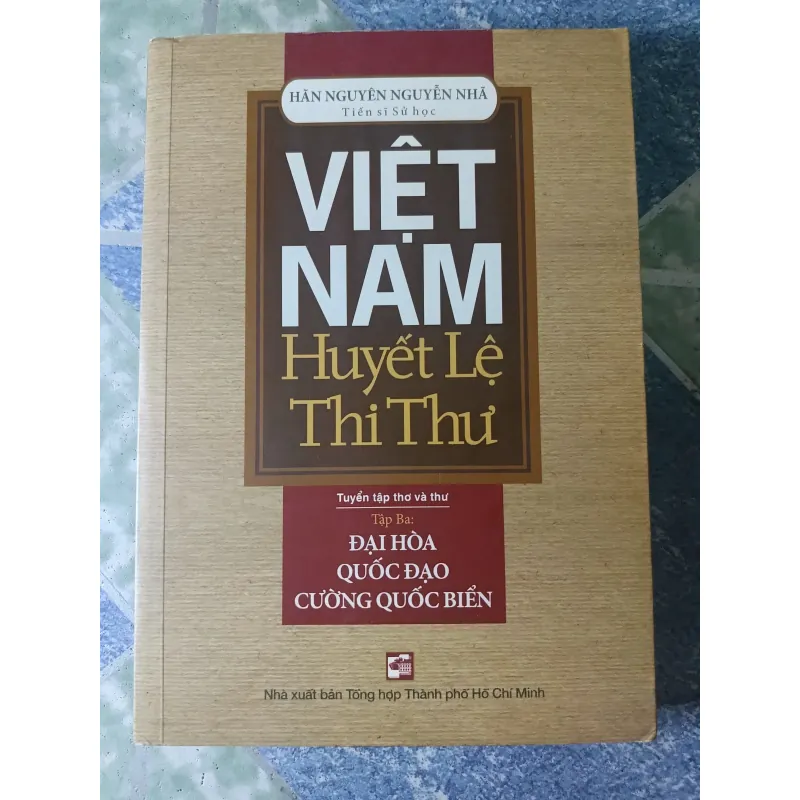 HÃN NGUYÊN NGUYỄN NHÃ
Tiến sĩ Sử học
VIỆT
NAM
Huyết Lệ
Thi Thư
Tuyển tập thơ và thư
Tập Ba:
ĐẠI HÒA
QUỐC ĐẠO
CƯỜNG QUỐC BIỂN
Nhà xuất bản Tổng hợp Thành phố Hồ Chí Minh